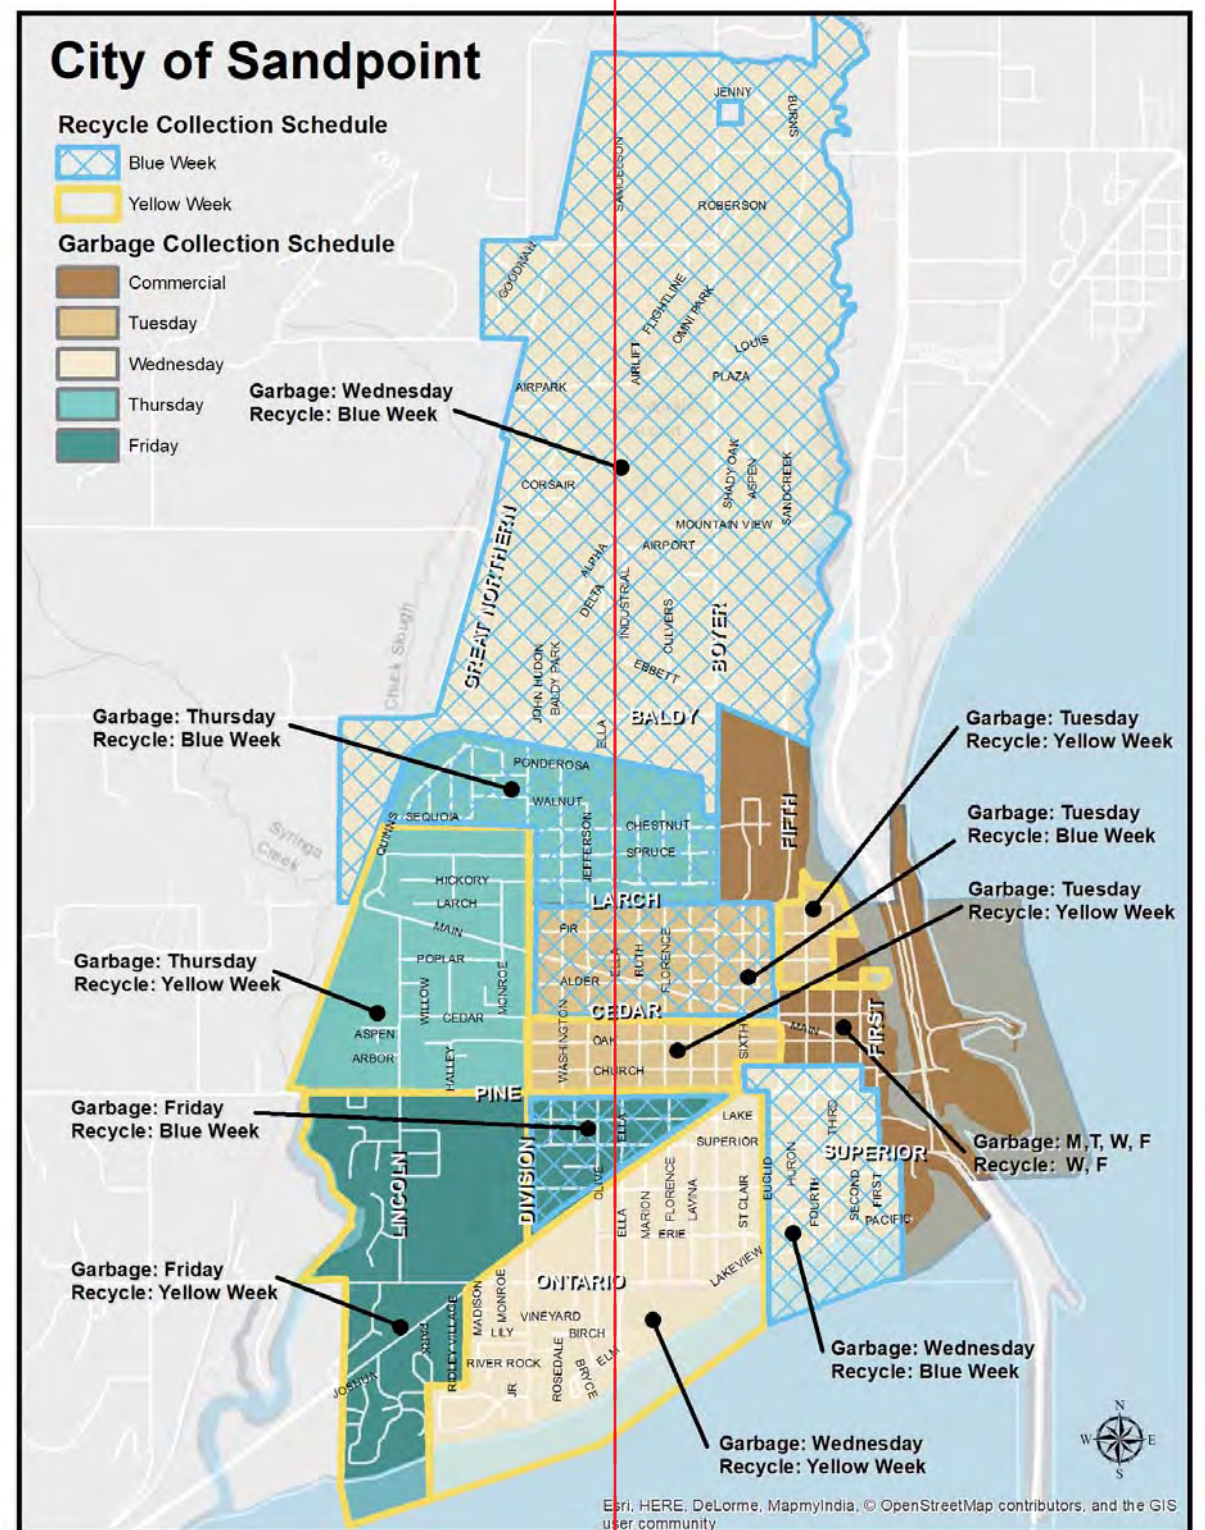 City of Sandpoint
Recycle Collection Schedule
Blue Week
Yellow Week
Garbage Collection Schedule
Commercial
Tuesday
Wednesday
Thursday
Friday
JENNY
BURNS
SAMUELSON
ROBERSON
GOODMAN
FLIGHTLINE
OMNI PARK
LOUIS
AIRLIFT
PLAZA
AIRPARK
Garbage: Wednesday
Recycle: Blue Week
CORSAIR
SHADY OAK
ASPEN
SANDCREEK
MOUNTAIN VIEW
AIRPORT
GREAT NORTHERN
ALPHA
DELTA
INDUSTRIAL
CULVERS
BOYER
EBBETT
Chuck Slough
JOHN HUDON
BALDY PARK
ELLA
BALDY
Garbage: Thursday
Recycle: Blue Week
Garbage: Tuesday
Recycle: Yellow Week
PONDEROSA
WALNUT
SEQUOIA
QUINNS
JEFFERSON
CHESTNUT
SPRUCE
FIFTH
Garbage: Tuesday
Recycle: Blue Week
Syringa
Creek
HICKORY
LARCH
LARCH
Garbage: Tuesday
Recycle: Yellow Week
MAIN
FIR
POPLAR
ELLA
RUTH
FLORENCE
Garbage: Thursday
Recycle: Yellow Week
ALDER
WILLOW
MONROE
CEDAR
CEDAR
ASPEN
ARBOR
HALLEY
WASHINGTON
OAK
CHURCH
SIXTH
MAIN
FIRST
PINE
Garbage: Friday
Recycle: Blue Week
ELLA
LAKE
SUPERIOR
THIRD
Garbage: M,T, W, F
Recycle: W, F
LINCOLN
DIVISION
OLIVE
ELLA
MARION
FLORENCE
LAVINA
ERIE
ST CLAIR
EUCLID
HURON
FOURTH
SUPERIOR
SECOND
FIRST
PACIFIC
Garbage: Friday
Recycle: Yellow Week
ONTARIO
LAKEVIEW
PARK
RIDLEY VILLAGE
MADISON
MONROE
VINEYARD
LILY
BIRCH
RIVER ROCK
ROSEDALE
BRYCE
ELM
JR
JOSHUA
Garbage: Wednesday
Recycle: Blue Week
Garbage: Wednesday
Recycle: Yellow Week
N
W
E
S
Esri, HERE, DeLorme, MapmyIndia, © OpenStreetMap contributors, and the GIS
user community